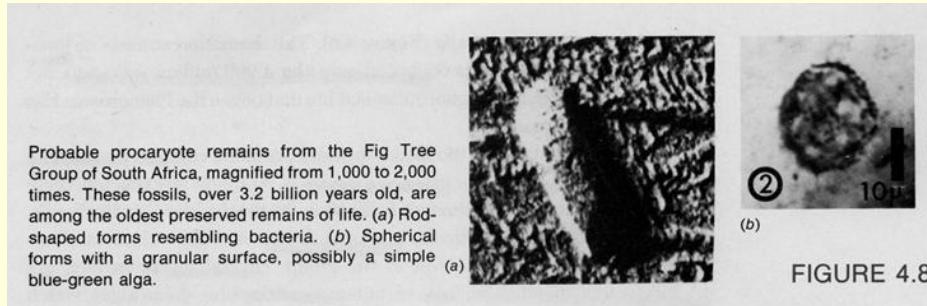 Probable procaryote remains from the Fig Tree
Group of South Africa, magnified from 1,000 to 2,000
times. These fossils, over 3.2 billion years old, are
among the oldest preserved remains of life. (a) Rod-
shaped forms resembling bacteria. (b) Spherical
forms with a granular surface, possibly a simple
blue-green alga.
(a)
2
10μ
(b)
FIGURE 4.8